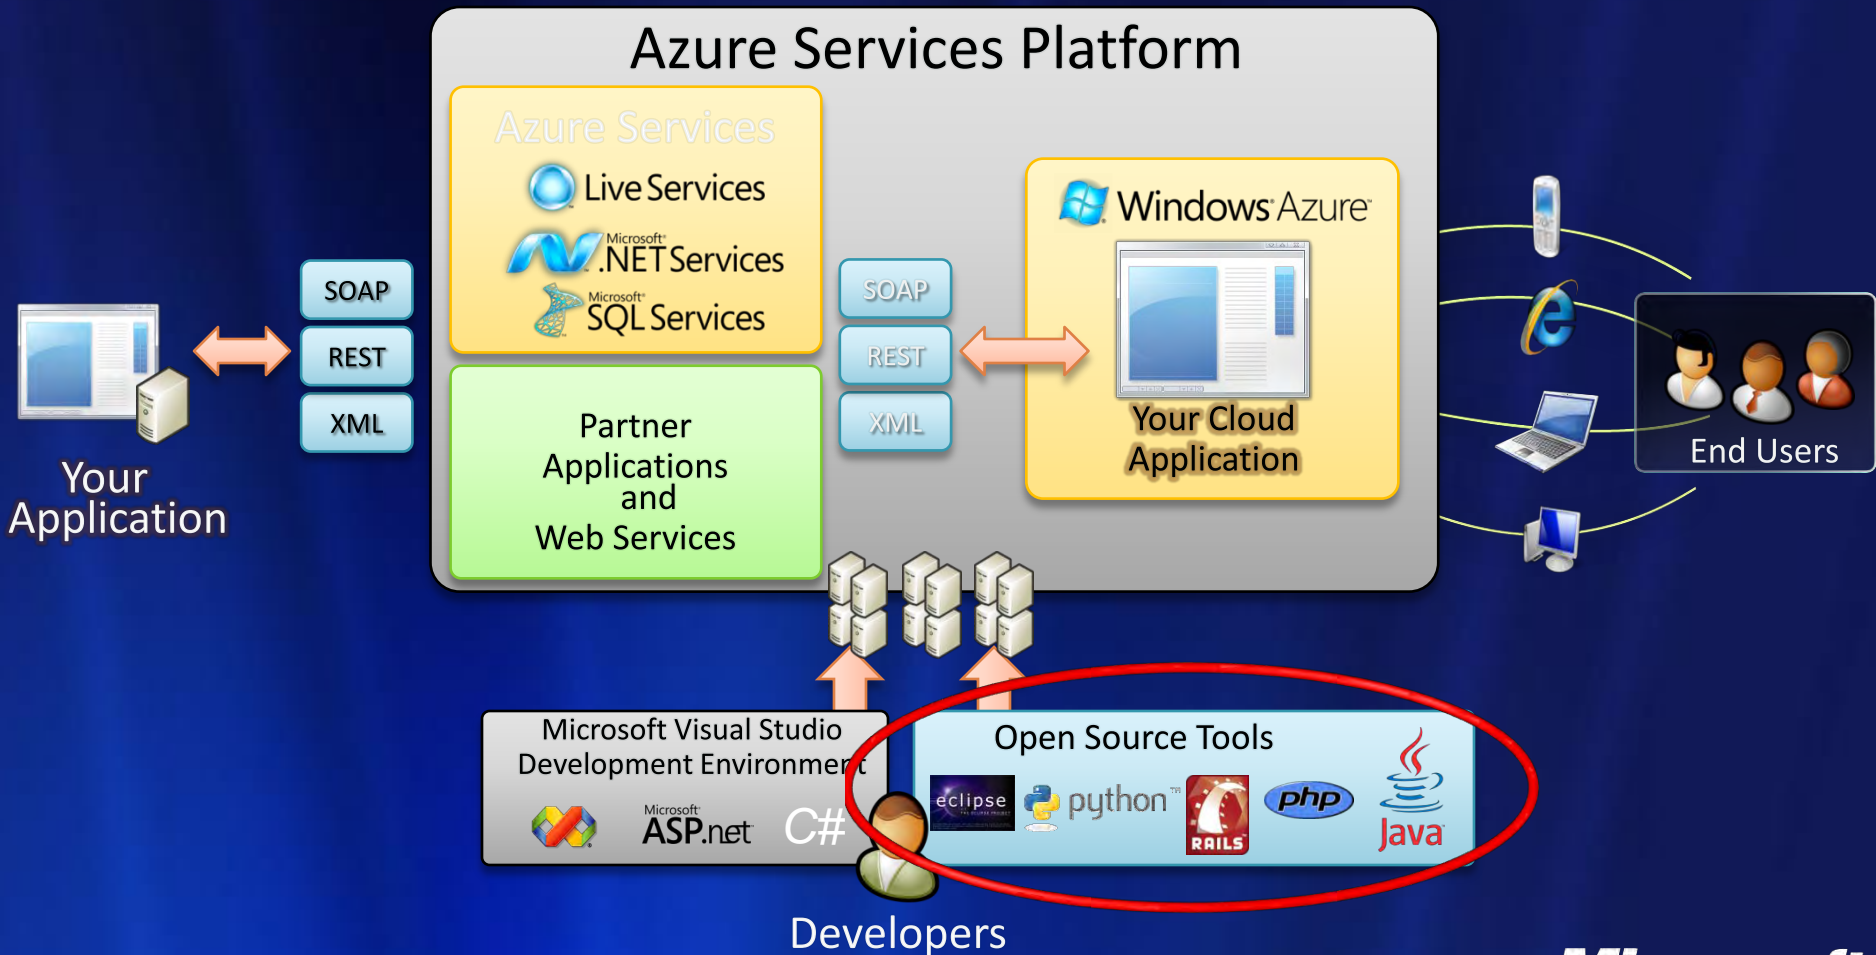 Azure Services Platform
Azure Services
Live Services
Microsoft®
.NET Services
Microsoft®
SQL Services
Partner
Applications
and
Web Services
SOAP
REST
XML
Your
Application
SOAP
REST
XML
Windows® Azure™
Your Cloud
Application
End Users
Microsoft Visual Studio
Development Environment
Microsoft®
ASP.net
C#
Open Source Tools
eclipse
python™
RAILS
php
Java
Developers